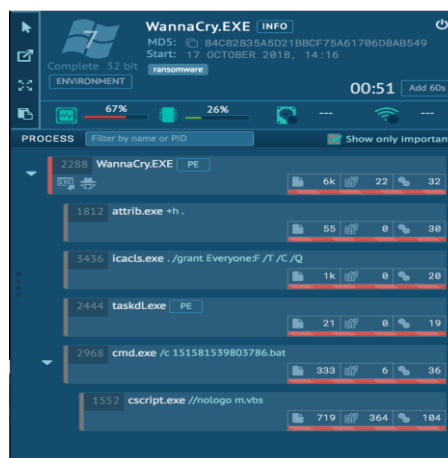 7
WannaCry.EXE INFO
MD5: 84C82835A5D21BBCF75A61706D8AB549
Start: 17 OCTOBER 2018, 14:16
Complete 32 bit
ransomware
ENVIRONMENT
00:51 Add 60s
67% 26% --- ---
PROCESS Filter by name or PID Show only importan
2288 WannaCry.EXE PE
6k 22 32
1812 attrib.exe +h .
55 0 30
3436 icacls.exe . /grant Everyone:F /T /C /Q
1k 0 20
2444 taskdl.exe PE
21 0 19
2968 cmd.exe /c 151581539803786.bat
333 6 36
1552 cscript.exe //nologo m.vbs
719 364 104